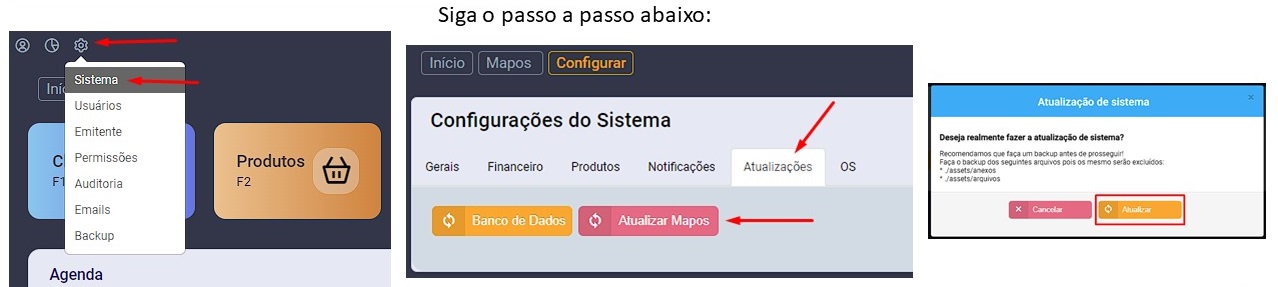 Siga o passo a passo abaixo:
Sistema
Usuários
Emitente
Permissões
Auditoria
Emails
Backup
Produtos
F2
Agenda
Início
Mapos
Configurar
Configurações do Sistema
Gerais
Financeiro
Produtos
Notificações
Atualizações
OS
Banco de Dados
Atualizar Mapos
Atualização de sistema
×
Deseja realmente fazer a atualização de sistema?
Recomendamos que faça um backup antes de prosseguir!
Faça o backup dos seguintes arquivos pois os mesmo serão excluídos:
* ./assets/anexos
* ./assets/arquivos
Cancelar
Atualizar